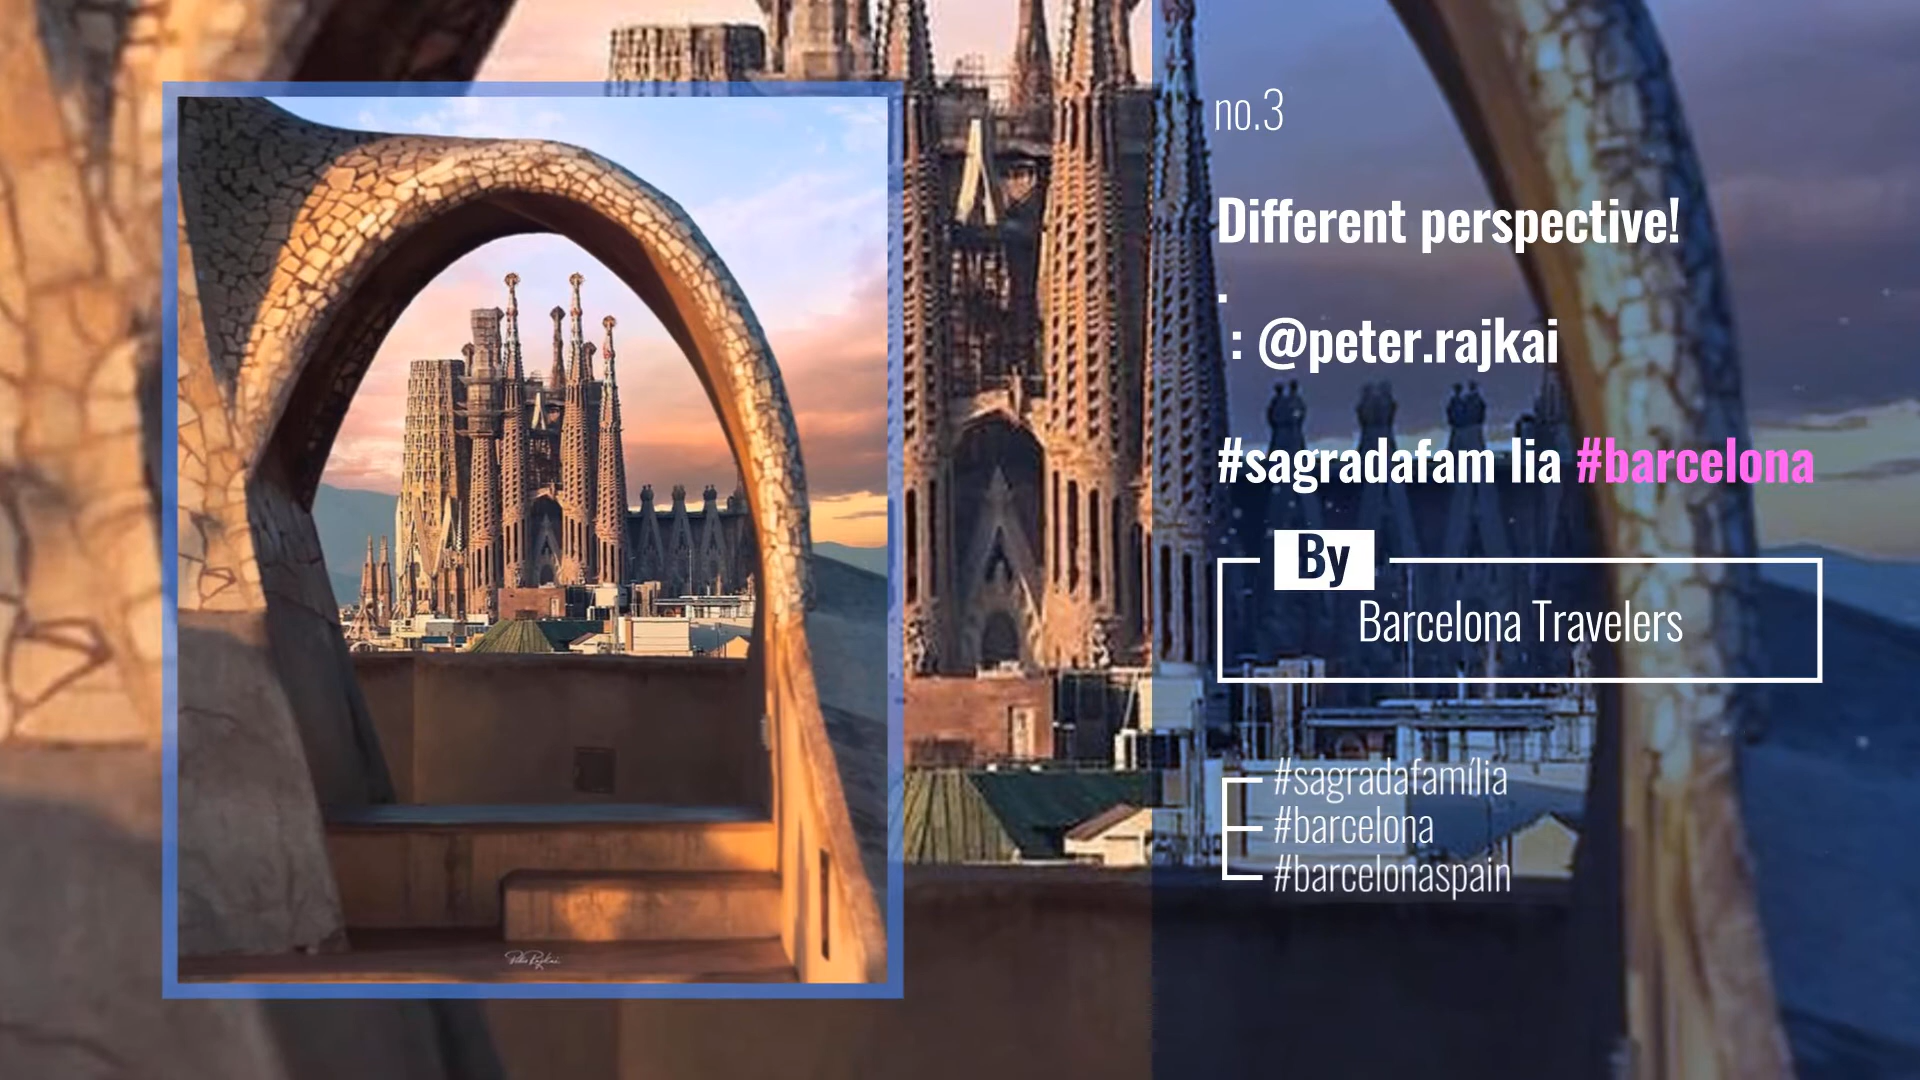 no.3
Different perspective!
.
: @peter.rajkai
#sagradafam lia #barcelona
By
Barcelona Travelers
#sagradafamília
#barcelona
#barcelonaspain